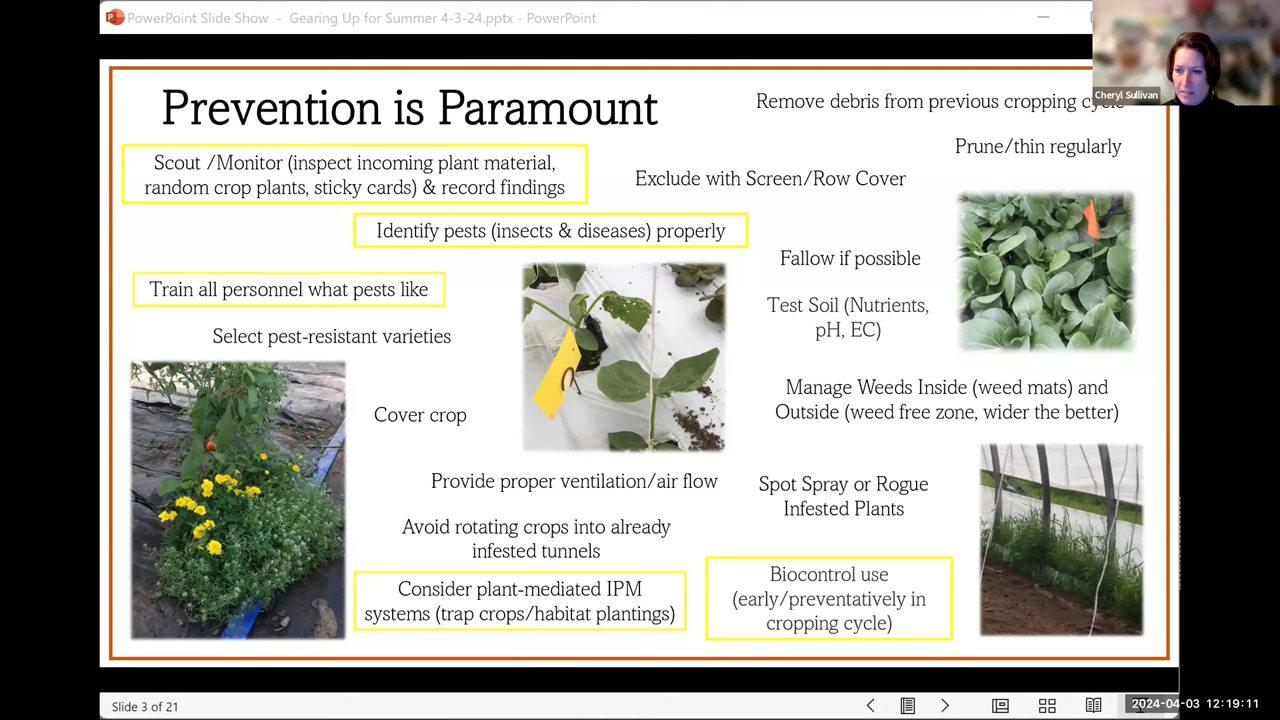 PowerPoint Slide Show - Gearing Up for Summer 4-3-24.pptx - PowerPoint
Cheryl Sullivan
Prevention is Paramount
Remove debris from previous cropping cycle
Prune/thin regularly
Scout /Monitor (inspect incoming plant material,
random crop plants, sticky cards) & record findings
Exclude with Screen/Row Cover
Identify pests (insects & diseases) properly
Fallow if possible
Train all personnel what pests like
Test Soil (Nutrients,
pH, EC)
Select pest-resistant varieties
Manage Weeds Inside (weed mats) and
Outside (weed free zone, wider the better)
Cover crop
Provide proper ventilation/air flow
Spot Spray or Rogue
Infested Plants
Avoid rotating crops into already
infested tunnels
Consider plant-mediated IPM
systems (trap crops/habitat plantings)
Biocontrol use
(early/preventatively in
cropping cycle)
Slide 3 of 21
2024-04-03 12:19:11